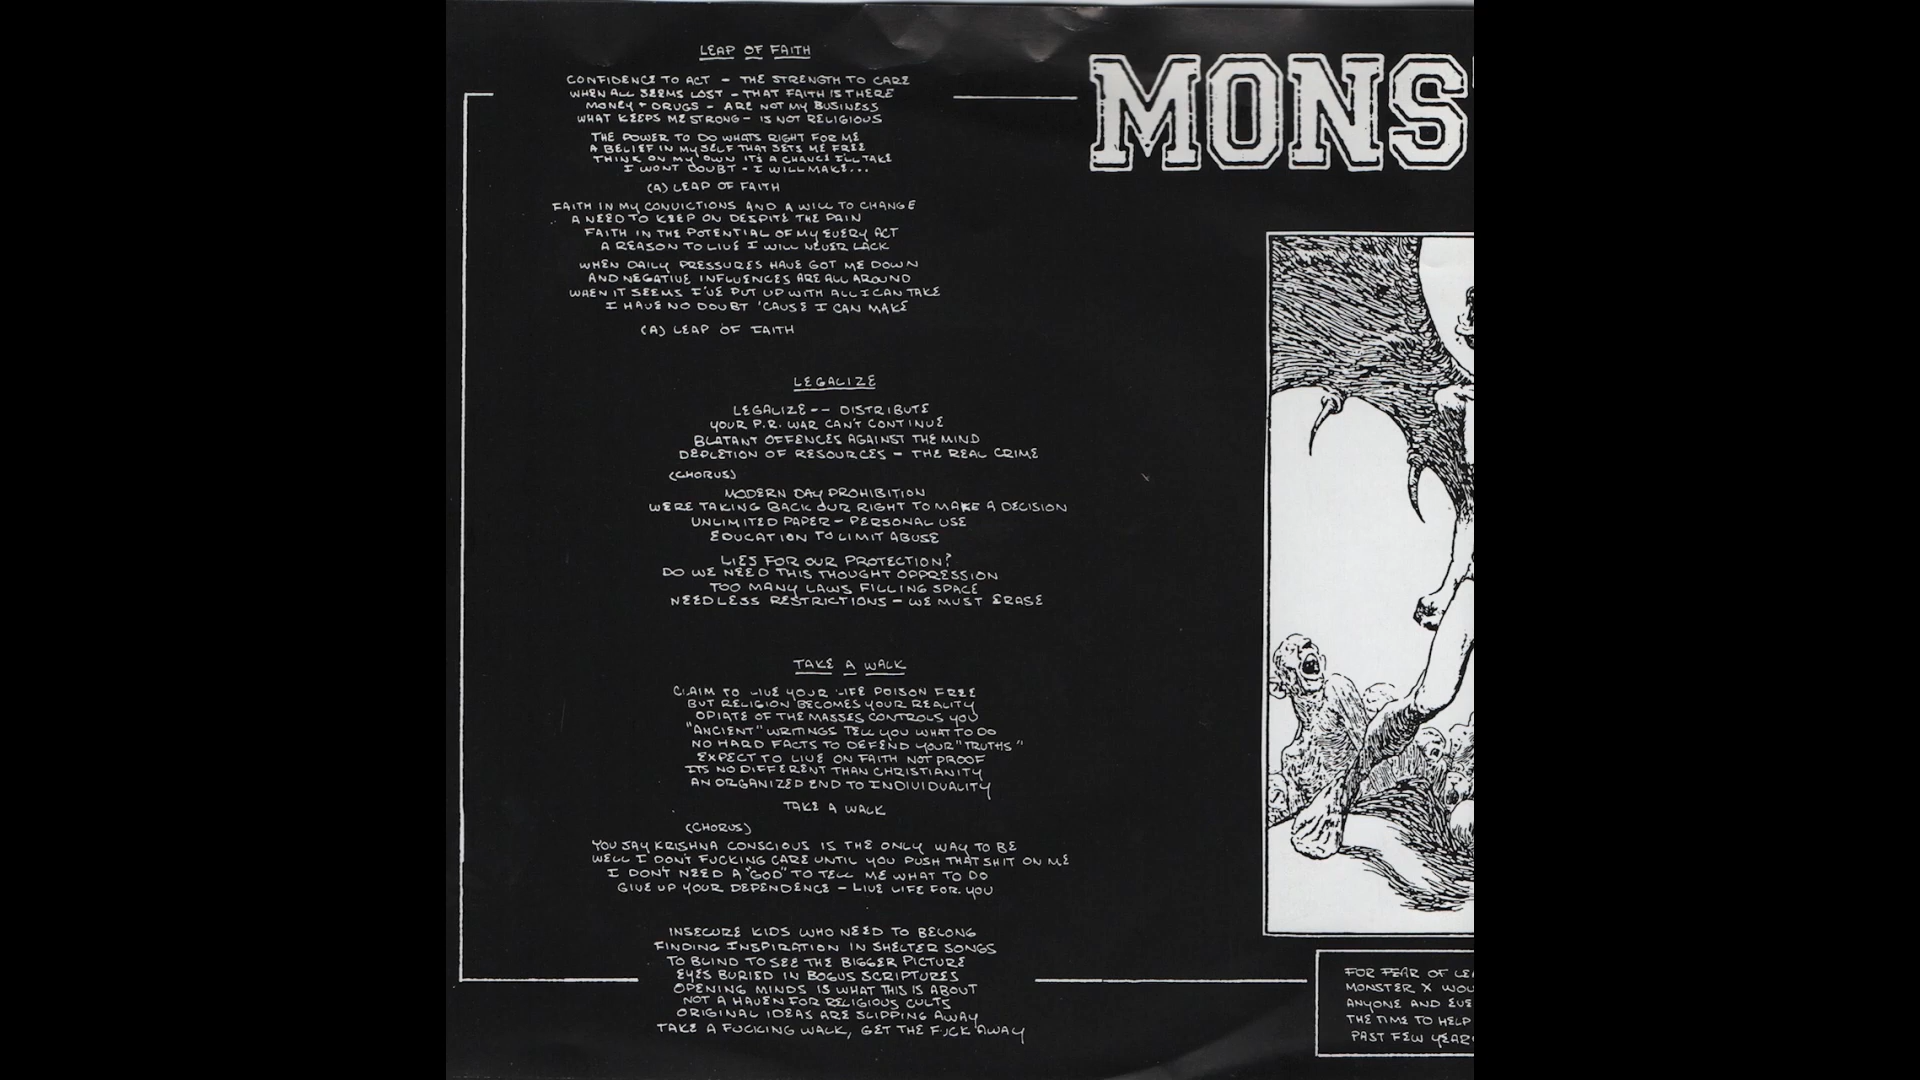 LEAP OF FAITH
CONFIDENCE TO ACT - THE STRENGTH TO CARE
WHEN ALL SEEMS LOST - THAT FAITH IS THERE
MONEY + DRUGS - ARE NOT MY BUSINESS
WHAT KEEPS ME STRONG - IS NOT RELIGIOUS
THE POWER TO DO WHATS RIGHT FOR ME
A BELIEF IN MYSELF THAT SETS ME FREE
THINK ON MY OWN IT'S A CHANCE I'LL TAKE
I WONT DOUBT - I WILL MAKE...
(A) LEAP OF FAITH
FAITH IN MY CONVICTIONS AND A WILL TO CHANGE
A NEED TO KEEP ON DESPITE THE PAIN
FAITH IN THE POTENTIAL OF MY EVERY ACT
A REASON TO LIVE I WILL NEVER LACK
WHEN DAILY PRESSURES HAVE GOT ME DOWN
AND NEGATIVE INFLUENCES ARE ALL AROUND
WHEN IT SEEMS I'VE PUT UP WITH ALL I CAN TAKE
I HAVE NO DOUBT 'CAUSE I CAN MAKE
(A) LEAP OF FAITH
LEGALIZE
LEGALIZE -- DISTRIBUTE
YOUR P.R. WAR CAN'T CONTINUE
BLATANT OFFENCES AGAINST THE MIND
DEPLETION OF RESOURCES - THE REAL CRIME
(CHORUS)
MODERN DAY PROHIBITION
WERE TAKING BACK OUR RIGHT TO MAKE A DECISION
UNLIMITED PAPER - PERSONAL USE
EDUCATION TO LIMIT ABUSE
LIES FOR OUR PROTECTION?
DO WE NEED THIS THOUGHT OPPRESSION
TOO MANY LAWS FILLING SPACE
NEEDLESS RESTRICTIONS - WE MUST ERASE
TAKE A WALK
CLAIM TO LIVE YOUR LIFE POISON FREE
BUT RELIGION BECOMES YOUR REALITY
OPIATE OF THE MASSES CONTROLS YOU
"ANCIENT" WRITINGS TELL YOU WHAT TO DO
NO HARD FACTS TO DEFEND YOUR "TRUTHS"
EXPECT TO LIVE ON FAITH NOT PROOF
ITS NO DIFFERENT THAN CHRISTIANITY
AN ORGANIZED END TO INDIVIDUALITY
TAKE A WALK
(CHORUS)
YOU SAY KRISHNA CONSCIOUS IS THE ONLY WAY TO BE
WELL I DON'T FUCKING CARE UNTIL YOU PUSH THAT SHIT ON ME
I DON'T NEED A "GOD" TO TELL ME WHAT TO DO
GIVE UP YOUR DEPENDENCE - LIVE LIFE FOR YOU
INSECURE KIDS WHO NEED TO BELONG
FINDING INSPIRATION IN SHELTER SONGS
TO BLIND TO SEE THE BIGGER PICTURE
EYES BURIED IN BOGUS SCRIPTURES
OPENING MINDS IS WHAT THIS IS ABOUT
NOT A HAVEN FOR RELIGIOUS CULTS
ORIGINAL IDEAS ARE SLIPPING AWAY
TAKE A FUCKING WALK, GET THE FUCK AWAY
MONS
FOR FEAR OF LE
MONSTER X WOU
ANYONE AND EVE
THE TIME TO HELP
PAST FEW YEAR